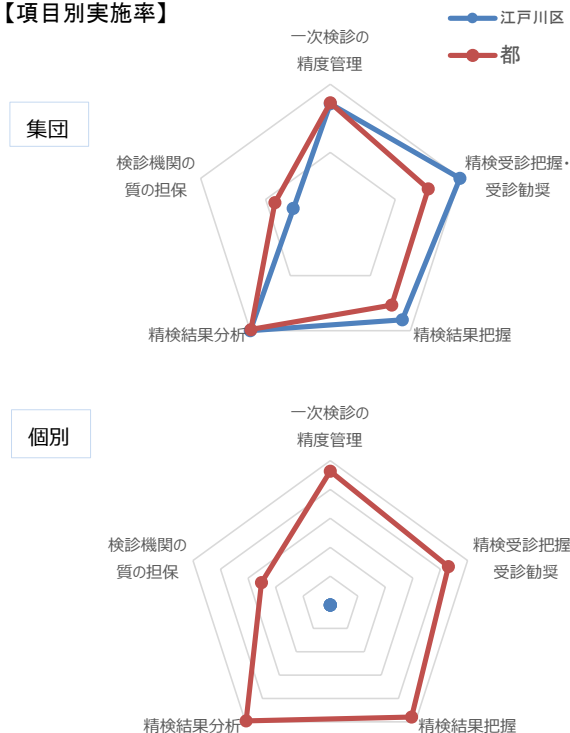 【項目別実施率】
江戸川区
都
集団
一次検診の
精度管理
精検受診把握・
受診勧奨
検診機関の
質の担保
精検結果分析
精検結果把握
個別
一次検診の
精度管理
精検受診把握
受診勧奨
検診機関の
質の担保
精検結果分析
精検結果把握